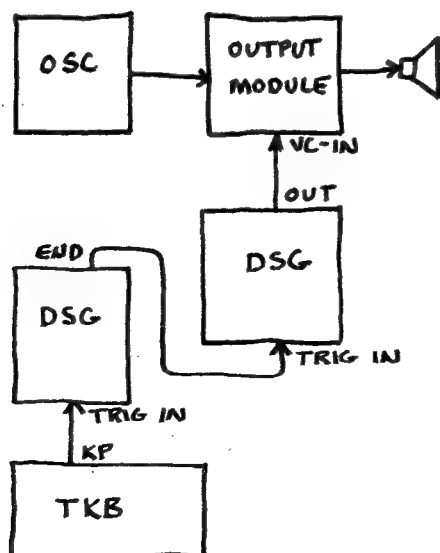 OSC
OUTPUT
MODULE
VC-IN
OUT
DSG
END
DSG
TRIG IN
TRIG IN
KP
TKB